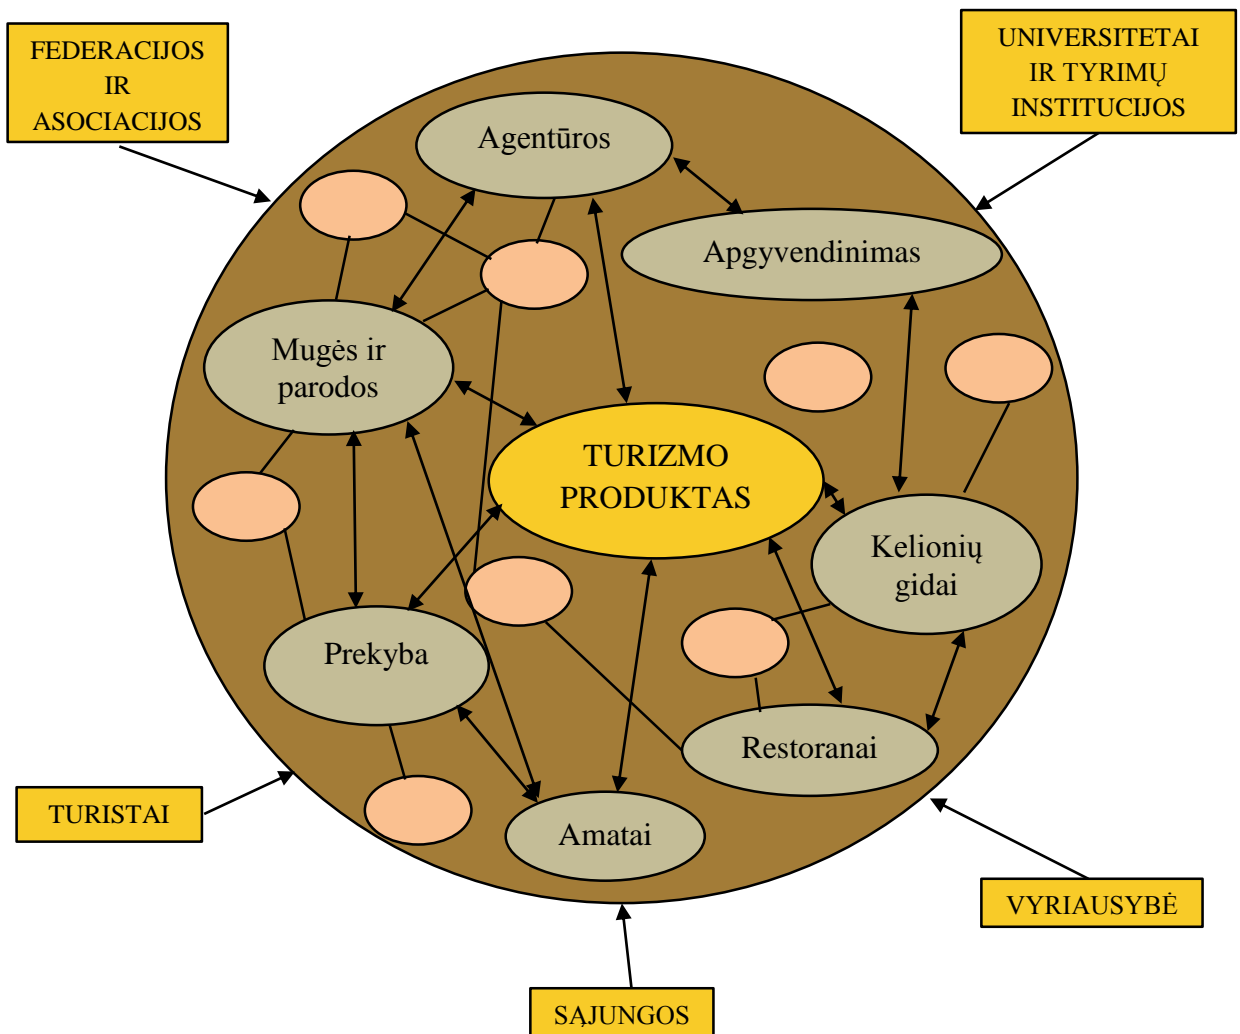 FEDERACIJOS
IR
ASOCIACIJOS
UNIVERSITETAI
IR TYRIMŲ
INSTITUCIJOS
Agentūros
Apgyvendinimas
Mugės ir
parodos
TURIZMO
PRODUKTAS
Kelionių
gidai
Prekyba
Restoranai
TURISTAI
Amatai
VYRIAUSYBĖ
SĄJUNGOS